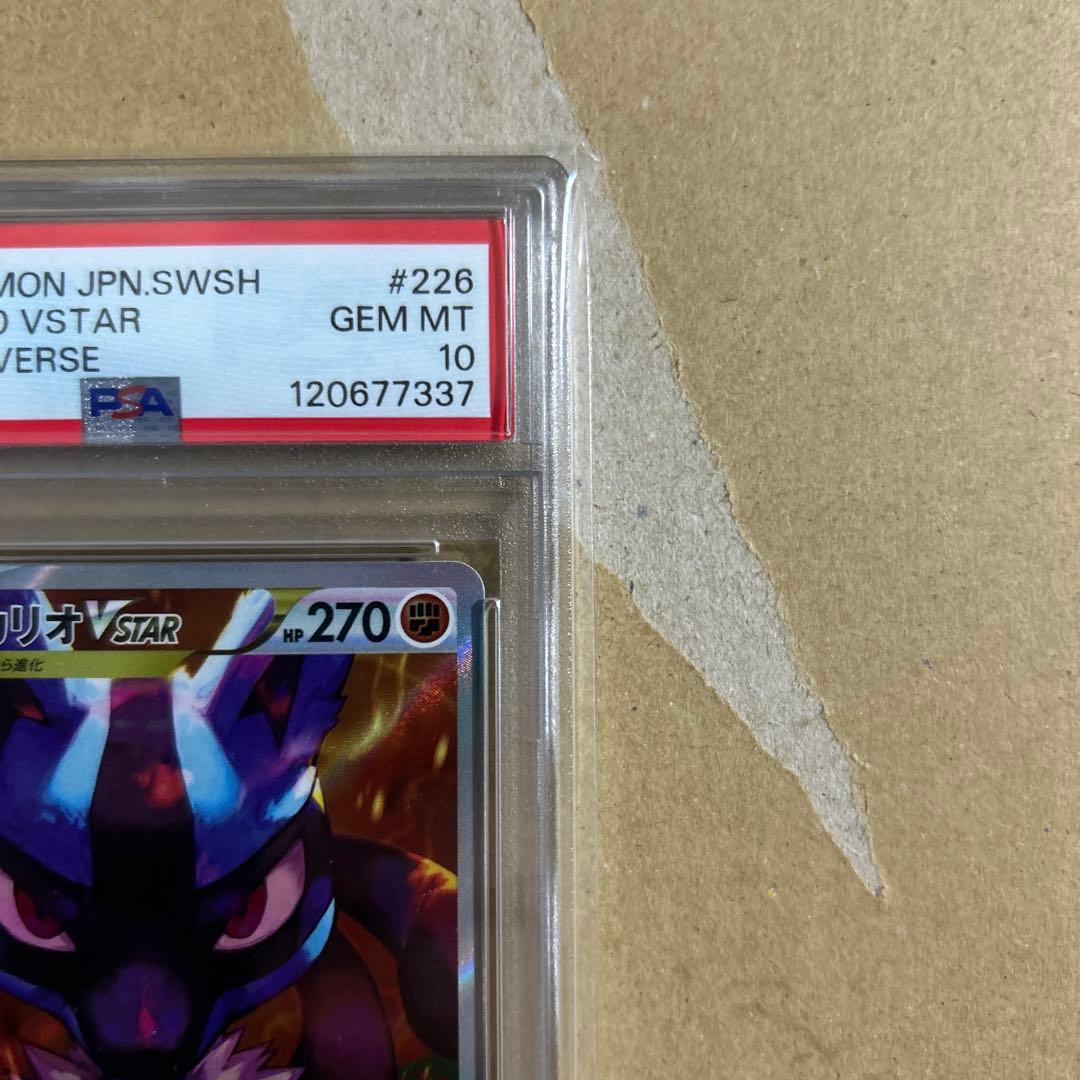 MON JPN.SWSH #226
O VSTAR GEM MT
VERSE 10
PSA 120677337
カリオVSTAR HP 270
ら進化